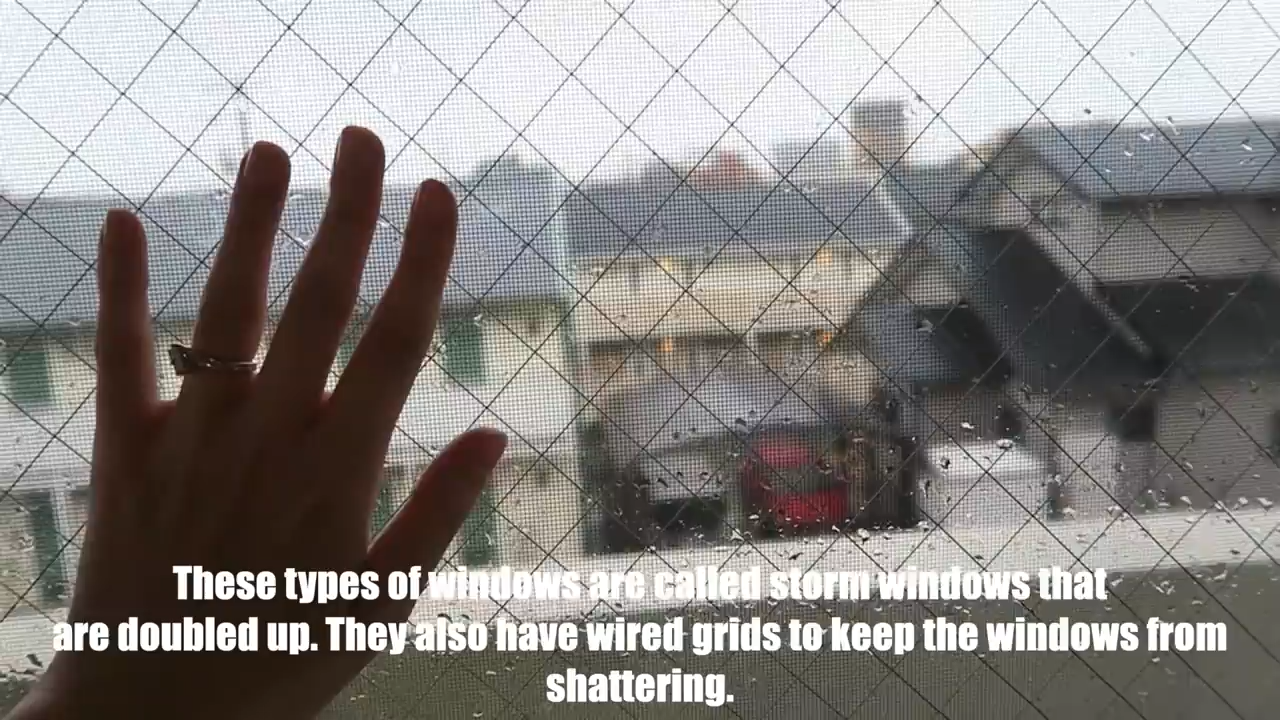 These types of windows are called storm windows that
are doubled up. They also have wired grids to keep the windows from
shattering.